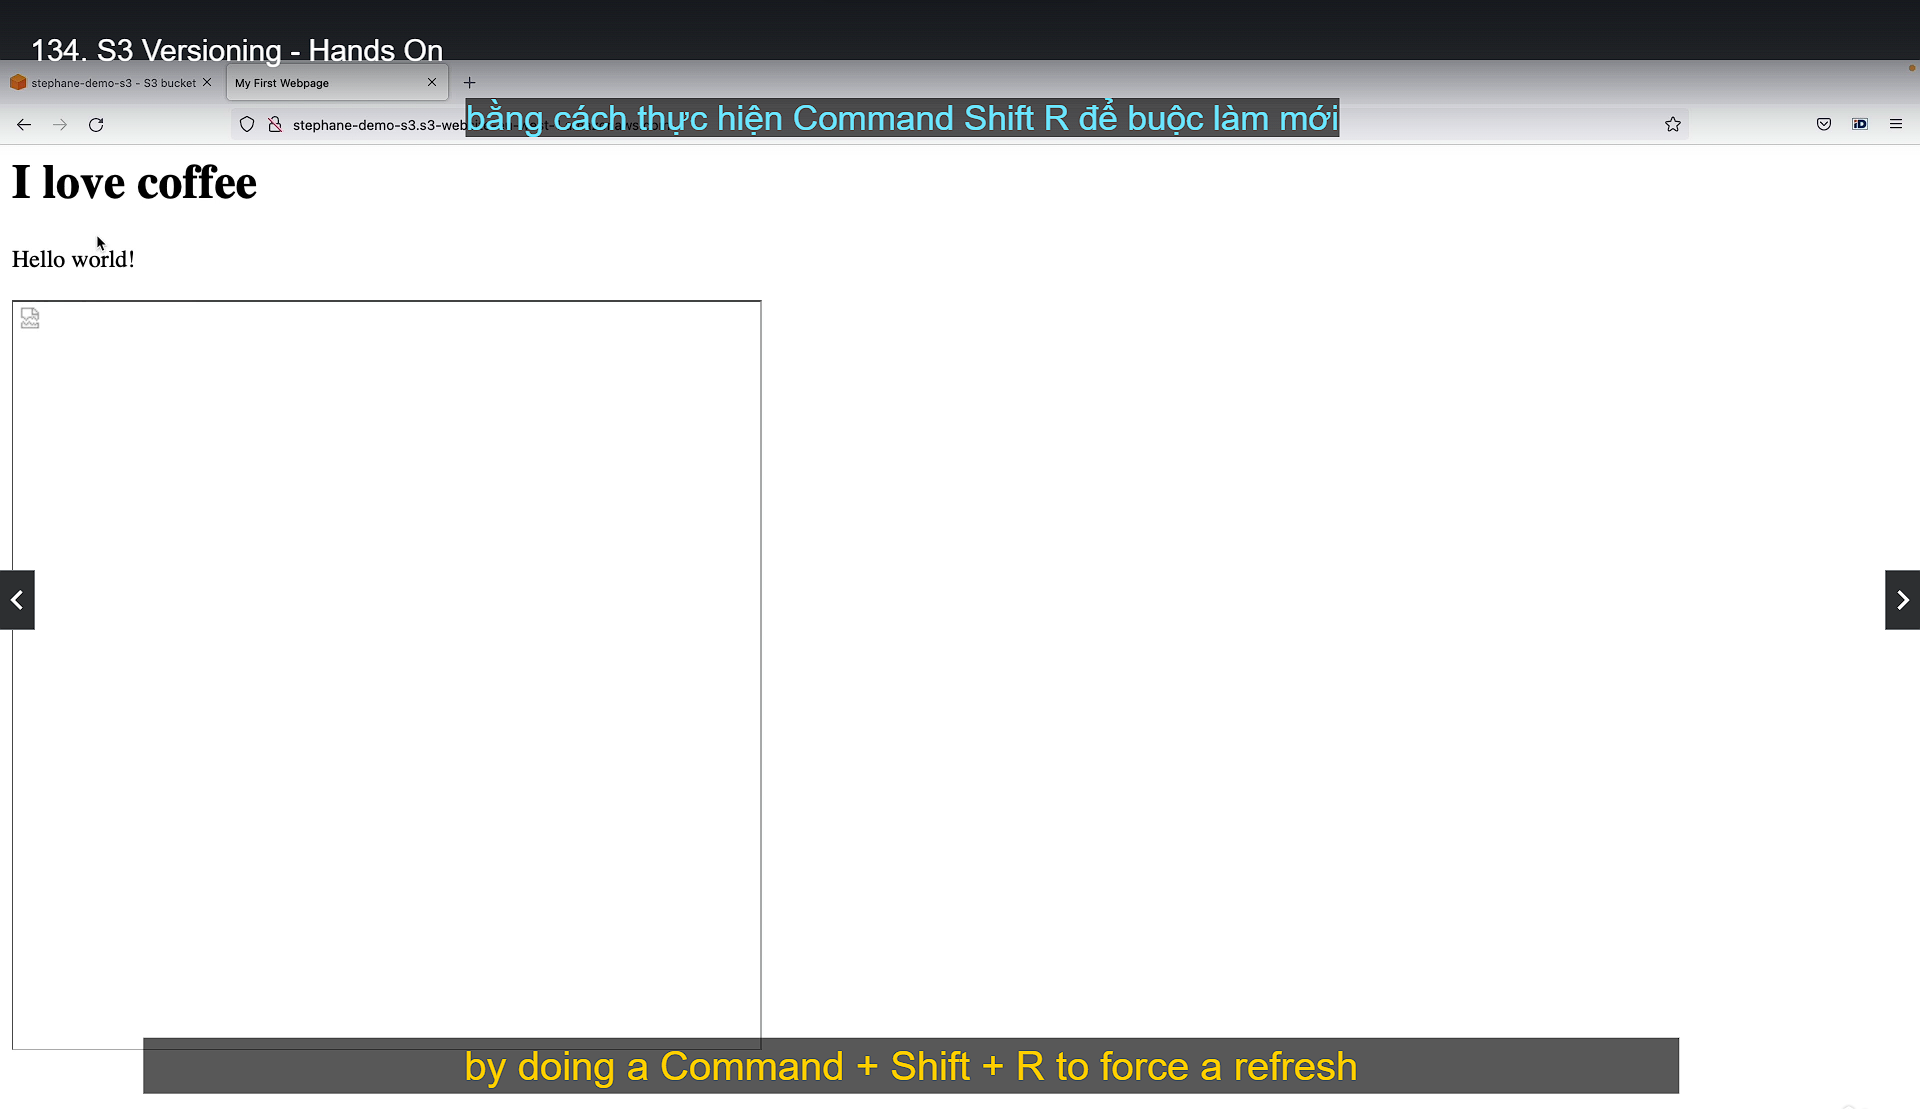 134. S3 Versioning - Hands On
stephane-demo-s3 - S3 bucket
My First Webpage
stephane-demo-s3.s3-web
bằng cách thực hiện Command Shift R để buộc làm mới
iD
I love coffee
Hello world!
by doing a Command + Shift + R to force a refresh